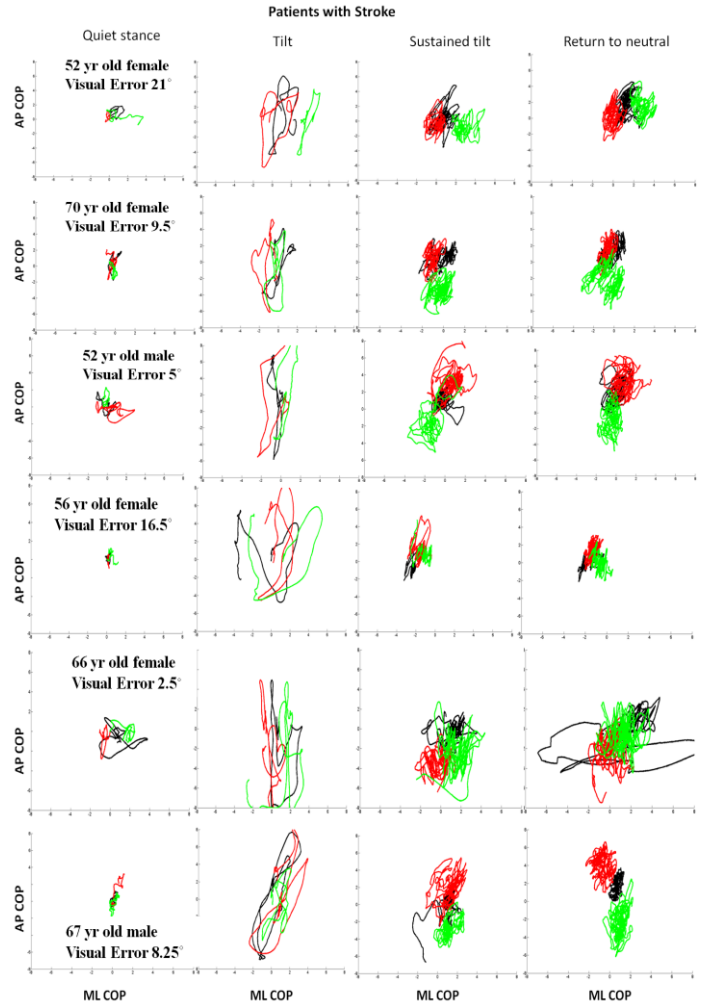 Patients with Stroke
Quiet stance
Tilt
Sustained tilt
Return to neutral
52 yr old female
Visual Error 21°
AP COP
70 yr old female
Visual Error 9.5°
AP COP
52 yr old male
Visual Error 5°
AP COP
56 yr old female
Visual Error 16.5°
AP COP
66 yr old female
Visual Error 2.5°
AP COP
67 yr old male
Visual Error 8.25°
AP COP
ML COP
ML COP
ML COP
ML COP